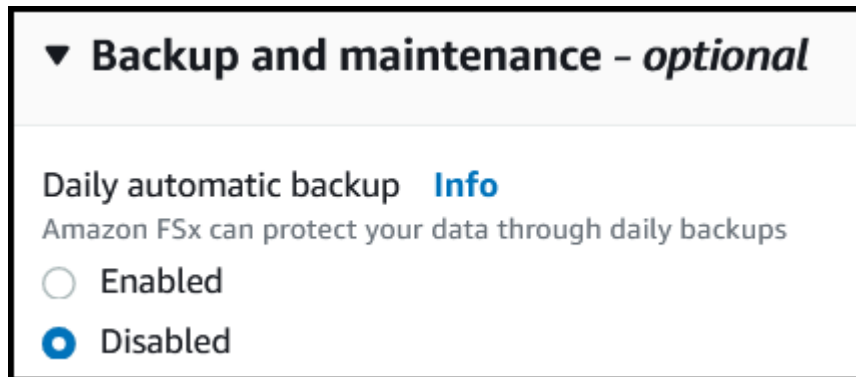 Backup and maintenance - optional
Daily automatic backup Info
Amazon FSx can protect your data through daily backups
Enabled
Disabled